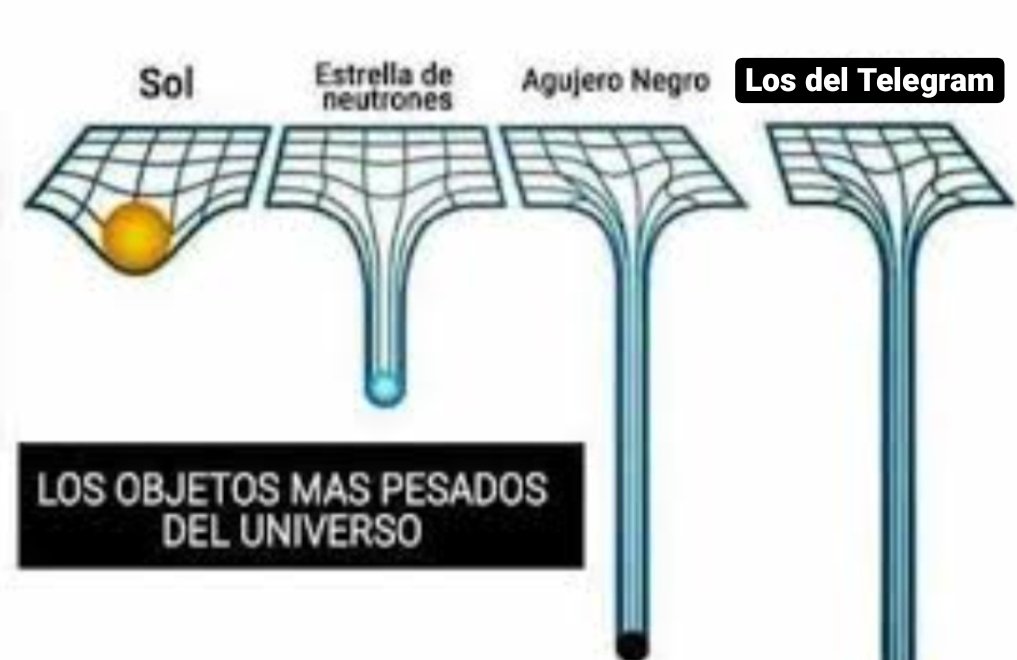 Sol
Estrella de
neutrones
Agujero Negro
Los del Telegram
LOS OBJETOS MAS PESADOS
DEL UNIVERSO